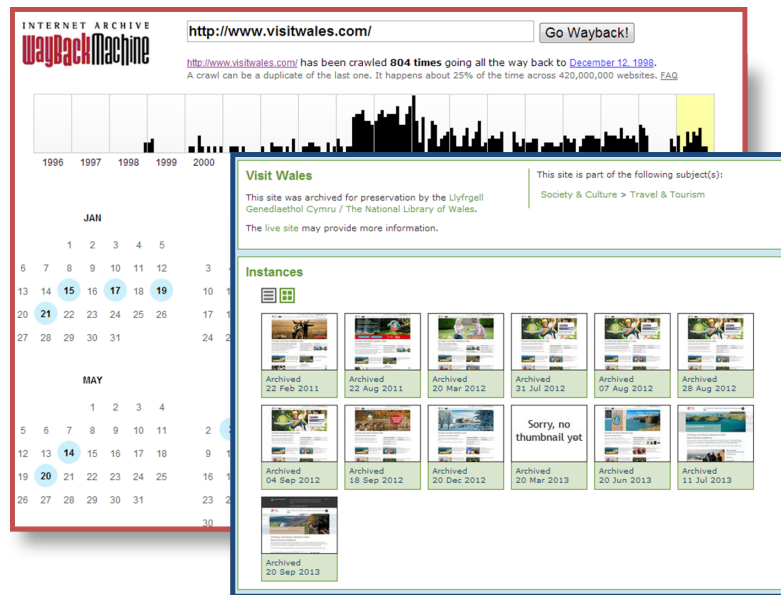 INTERNET ARCHIVE
WayBackMachine
http://www.visitwales.com/
Go Wayback!
http://www.visitwales.com/ has been crawled 804 times going all the way back to December 12, 1998.
A crawl can be a duplicate of the last one. It happens about 25% of the time across 420,000,000 websites. FAQ
1996 1997 1998 1999 2000
JAN
1 2 3 4 5
6 7 8 9 10 11 12
13 14 15 16 17 18 19
20 21 22 23 24 25 26
27 28 29 30 31
3
10
17
24
MAY
1 2 3 4
5 6 7 8 9 10 11
12 13 14 15 16 17 18
19 20 21 22 23 24 25
26 27 28 29 30 31
2
9
16
23
30
Visit Wales
This site was archived for preservation by the Llyfrgell
Genedlaethol Cymru / The National Library of Wales.
The live site may provide more information.
This site is part of the following subject(s):
Society & Culture > Travel & Tourism
Instances
Archived
22 Feb 2011
Archived
22 Aug 2011
Archived
20 Mar 2012
Archived
31 Jul 2012
Archived
07 Aug 2012
Archived
28 Aug 2012
Archived
04 Sep 2012
Archived
18 Sep 2012
Archived
20 Dec 2012
Sorry, no
thumbnail yet
Archived
20 Mar 2013
Archived
20 Jun 2013
Archived
11 Jul 2013
Archived
20 Sep 2013